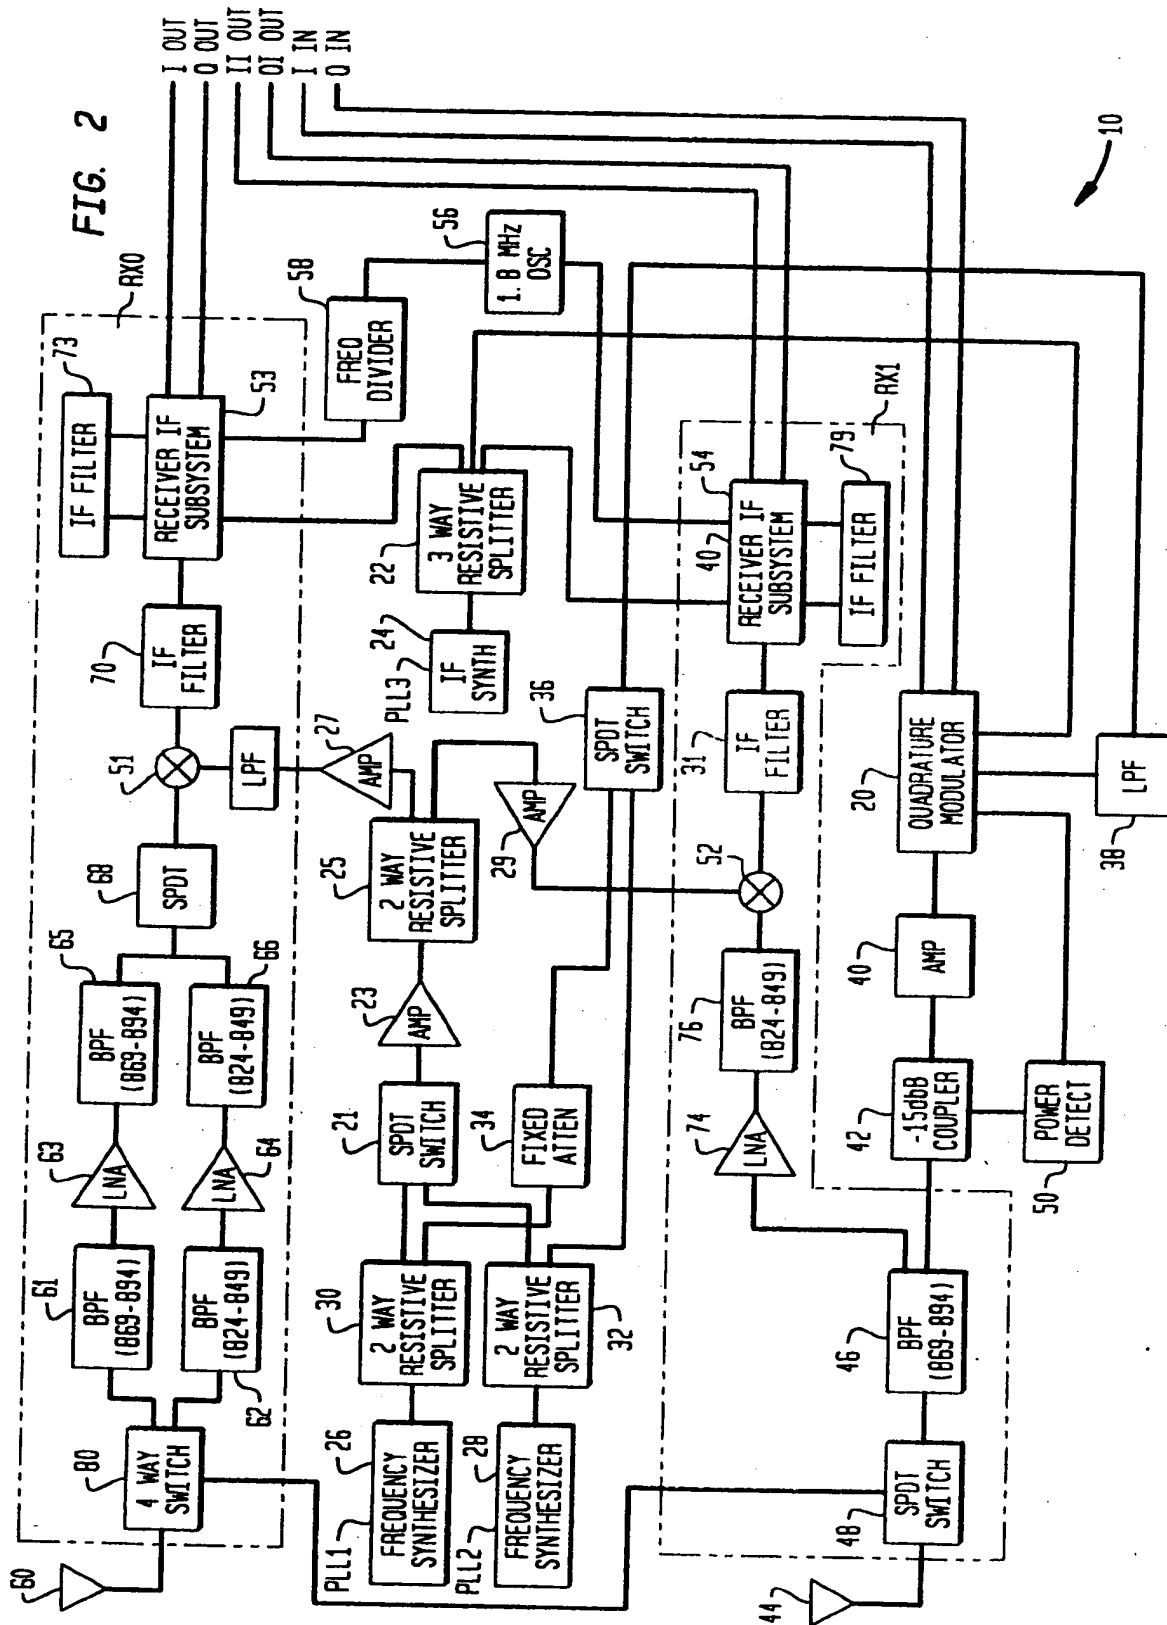 FIG. 2
I OUT
Q OUT
II OUT
QI OUT
I IN
Q IN
10
RX0
73
IF FILTER
53
RECEIVER IF
SUBSYSTEM
70
IF
FILTER
51
LPF
68
SPDT
65
BPF
(869-894)
66
BPF
(824-849)
63
LNA
64
LNA
61
BPF
(869-894)
62
BPF
(824-849)
80
4 WAY
SWITCH
60
58
FREQ
DIVIDER
56
1.8 MHz
OSC
22
3 WAY
RESISTIVE
SPLITTER
24
PLL3
IF
SYNTH
27
AMP
29
AMP
25
2 WAY
RESISTIVE
SPLITTER
23
AMP
21
SPDT
SWITCH
34
FIXED
ATTEN
36
SPDT
SWITCH
30
2 WAY
RESISTIVE
SPLITTER
32
2 WAY
RESISTIVE
SPLITTER
26
PLL1
FREQUENCY
SYNTHESIZER
28
PLL2
FREQUENCY
SYNTHESIZER
RX1
54
40
RECEIVER IF
SUBSYSTEM
79
IF FILTER
31
IF
FILTER
52
76
BPF
(824-849)
74
LNA
20
QUADRATURE
MODULATOR
38
LPF
40
AMP
42
-15dbB
COUPLER
50
POWER
DETECT
46
BPF
(869-894)
48
SPDT
SWITCH
44